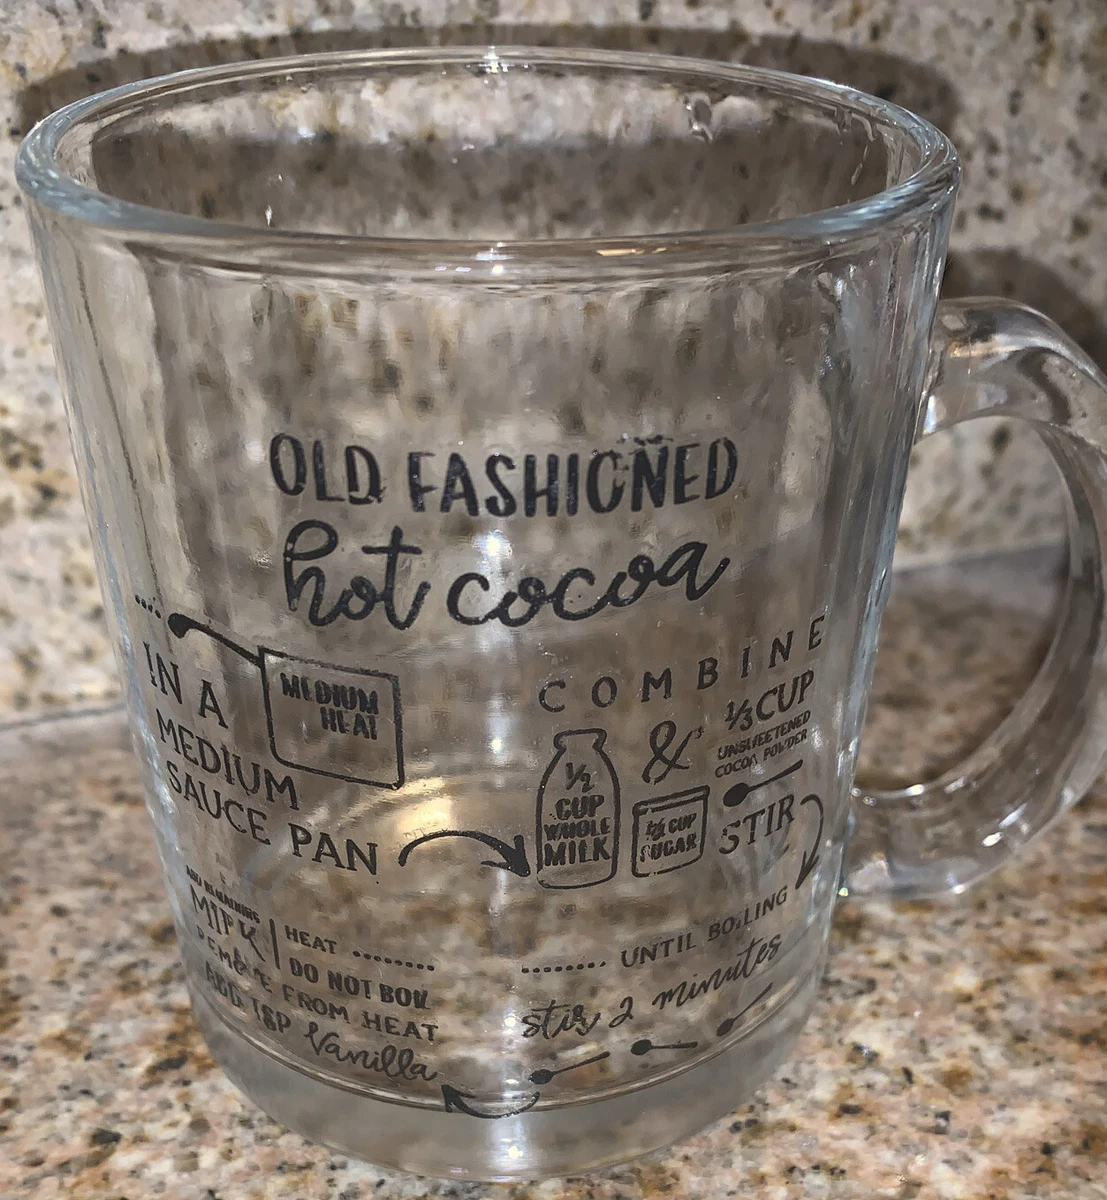 OLD FASHIONED
hot cocoa
IN A
MEDIUM
SAUCE PAN
MEDIUM
HEAT
COMBINE
1/2
CUP
WHOLE
MILK
&
CUP
SUGAR
1/3 CUP
UNSWEETENED
COCOA POWDER
STIR
UNTIL BOILING
stir 2 minutes
ADD REMAINING
MILK
HEAT
DO NOT BOIL
REMOVE FROM HEAT
ADD TSP Vanilla